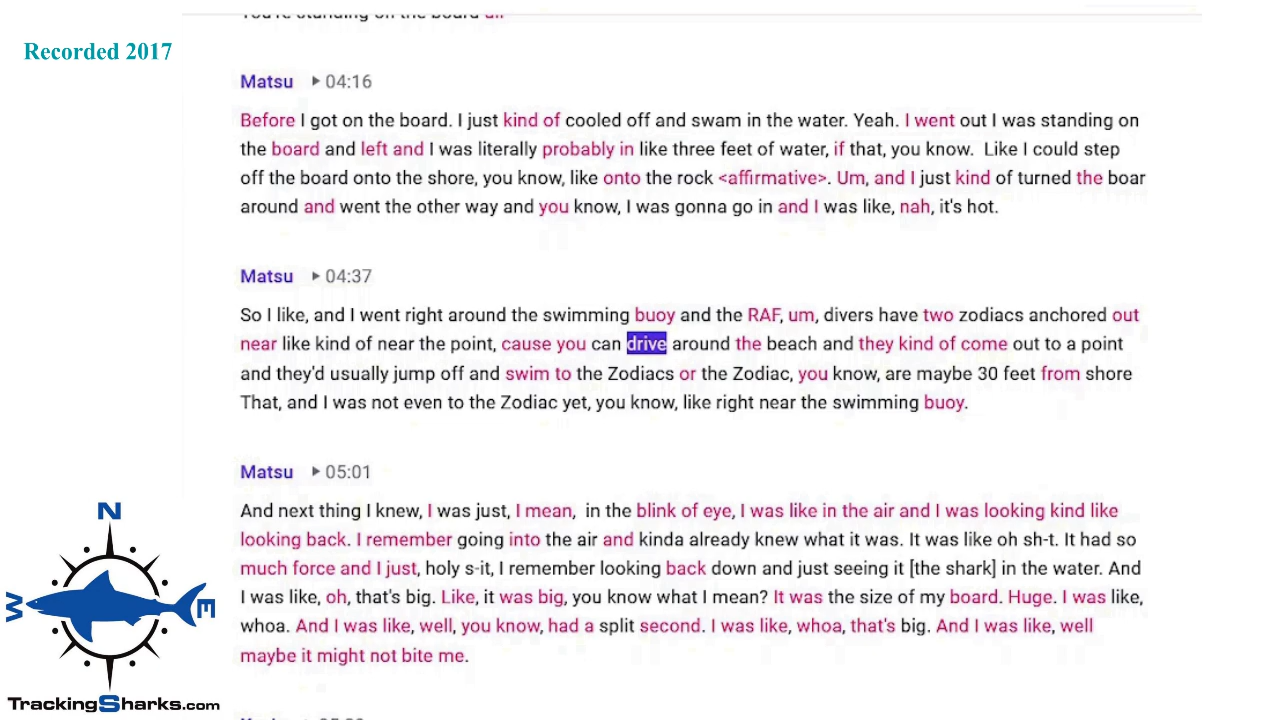 You're standing on the board all
Recorded 2017
Matsu 04:16
Before I got on the board. I just kind of cooled off and swam in the water. Yeah. I went out I was standing on
the board and left and I was literally probably in like three feet of water, if that, you know. Like I could step
off the board onto the shore, you know, like onto the rock <affirmative>. Um, and I just kind of turned the boar
around and went the other way and you know, I was gonna go in and I was like, nah, it's hot.
Matsu 04:37
So I like, and I went right around the swimming buoy and the RAF, um, divers have two zodiacs anchored out
near like kind of near the point, cause you can drive around the beach and they kind of come out to a point
and they'd usually jump off and swim to the Zodiacs or the Zodiac, you know, are maybe 30 feet from shore
That, and I was not even to the Zodiac yet, you know, like right near the swimming buoy.
Matsu 05:01
And next thing I knew, I was just, I mean, in the blink of eye, I was like in the air and I was looking kind like
looking back. I remember going into the air and kinda already knew what it was. It was like oh sh-t. It had so
much force and I just, holy s-it, I remember looking back down and just seeing it [the shark] in the water. And
I was like, oh, that's big. Like, it was big, you know what I mean? It was the size of my board. Huge. I was like,
whoa. And I was like, well, you know, had a split second. I was like, whoa, that's big. And I was like, well
maybe it might not bite me.
N
W E
TrackingSharks.com